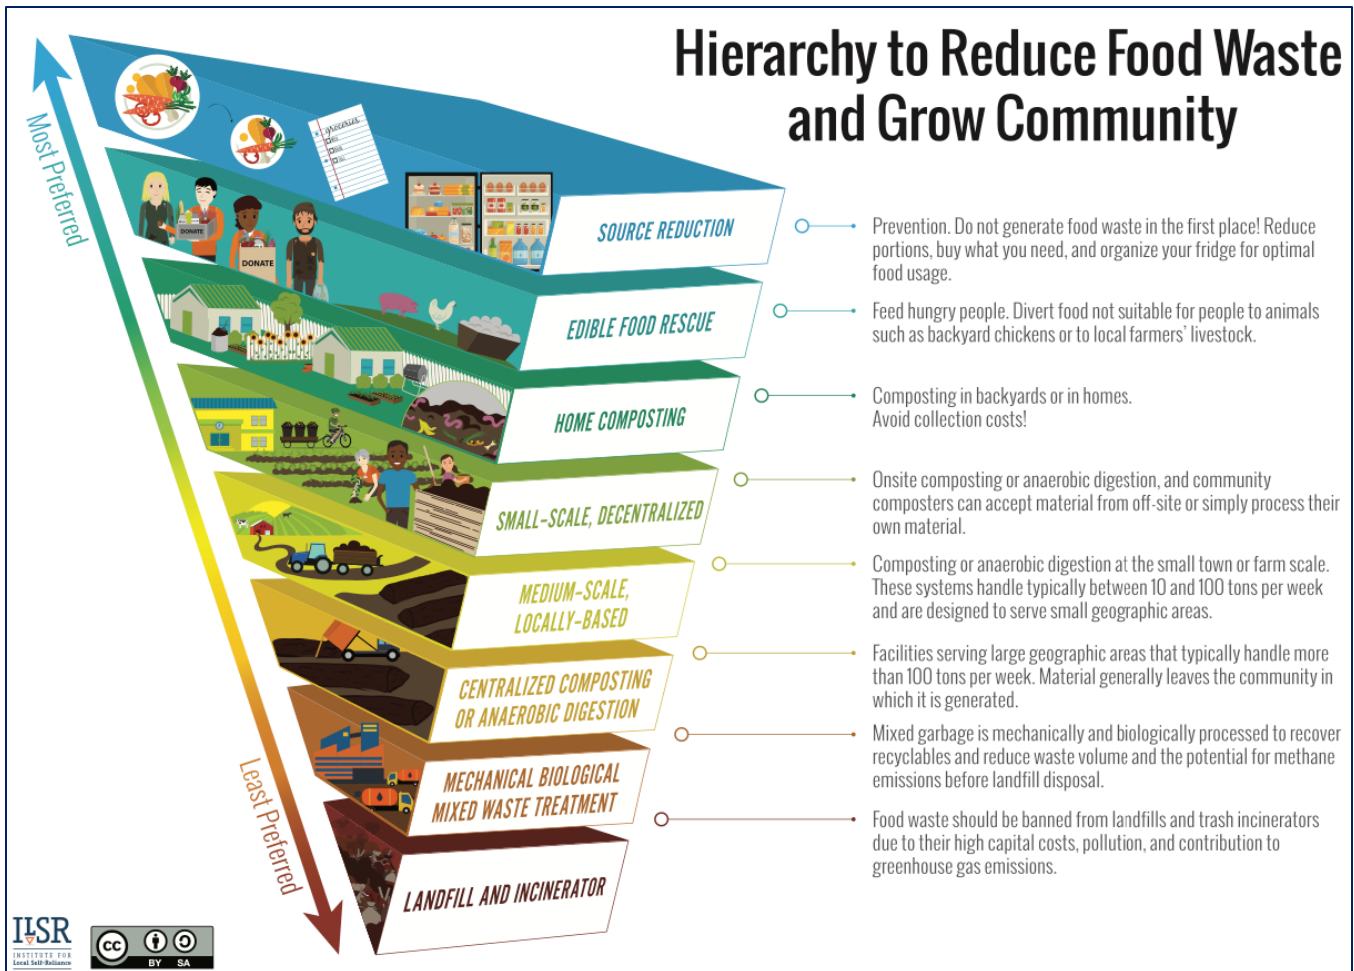 Hierarchy to Reduce Food Waste
and Grow Community
Most Preferred
Least Preferred
groceries
DONATE
DONATE
SOURCE REDUCTION
Prevention. Do not generate food waste in the first place! Reduce
portions, buy what you need, and organize your fridge for optimal
food usage.
EDIBLE FOOD RESCUE
Feed hungry people. Divert food not suitable for people to animals
such as backyard chickens or to local farmers' livestock.
HOME COMPOSTING
Composting in backyards or in homes.
Avoid collection costs!
SMALL-SCALE, DECENTRALIZED
Onsite composting or anaerobic digestion, and community
composters can accept material from off-site or simply process their
own material.
MEDIUM-SCALE,
LOCALLY-BASED
Composting or anaerobic digestion at the small town or farm scale.
These systems handle typically between 10 and 100 tons per week
and are designed to serve small geographic areas.
CENTRALIZED COMPOSTING
OR ANAEROBIC DIGESTION
Facilities serving large geographic areas that typically handle more
than 100 tons per week. Material generally leaves the community in
which it is generated.
MECHANICAL BIOLOGICAL
MIXED WASTE TREATMENT
Mixed garbage is mechanically and biologically processed to recover
recyclables and reduce waste volume and the potential for methane
emissions before landfill disposal.
LANDFILL AND INCINERATOR
Food waste should be banned from landfills and trash incinerators
due to their high capital costs, pollution, and contribution to
greenhouse gas emissions.
ILSR
INSTITUTE FOR
Local Self-Reliance
cc
BY SA